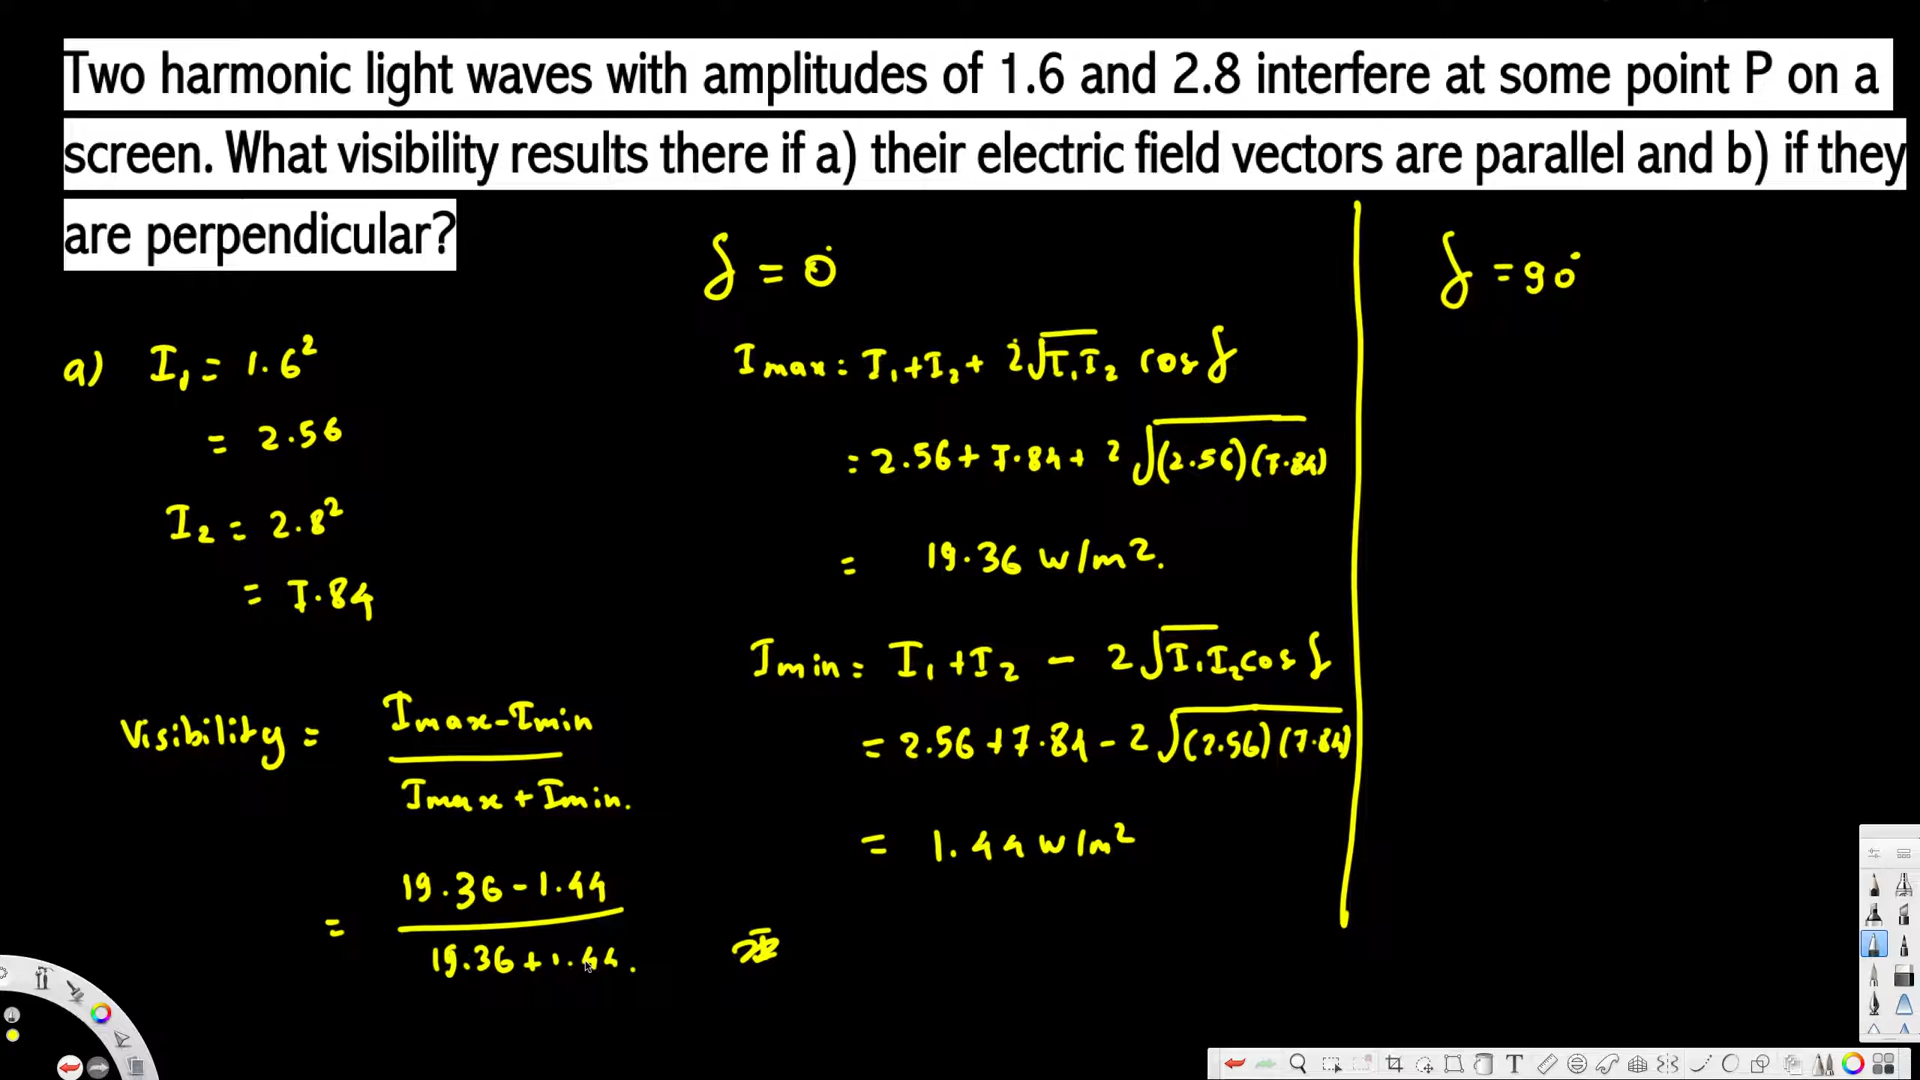 Two harmonic light waves with amplitudes of 1.6 and 2.8 interfere at some point P on a
screen. What visibility results there if a) their electric field vectors are parallel and b) if they
are perpendicular?
a) I₁ = 1.6²
= 2.56
I₂ = 2.8²
= 7.84
Visibility = Imax - Imin / Imax + Imin.
= 19.36 - 1.44 / 19.36 + 1.44.
δ = 0°
Imax = I₁ + I₂ + 2√I₁I₂ cos δ
= 2.56 + 7.84 + 2√(2.56)(7.84)
= 19.36 w/m².
Imin = I₁ + I₂ - 2√I₁I₂ cos δ
= 2.56 + 7.84 - 2√(2.56)(7.84)
= 1.44 w/m²
δ = 90°